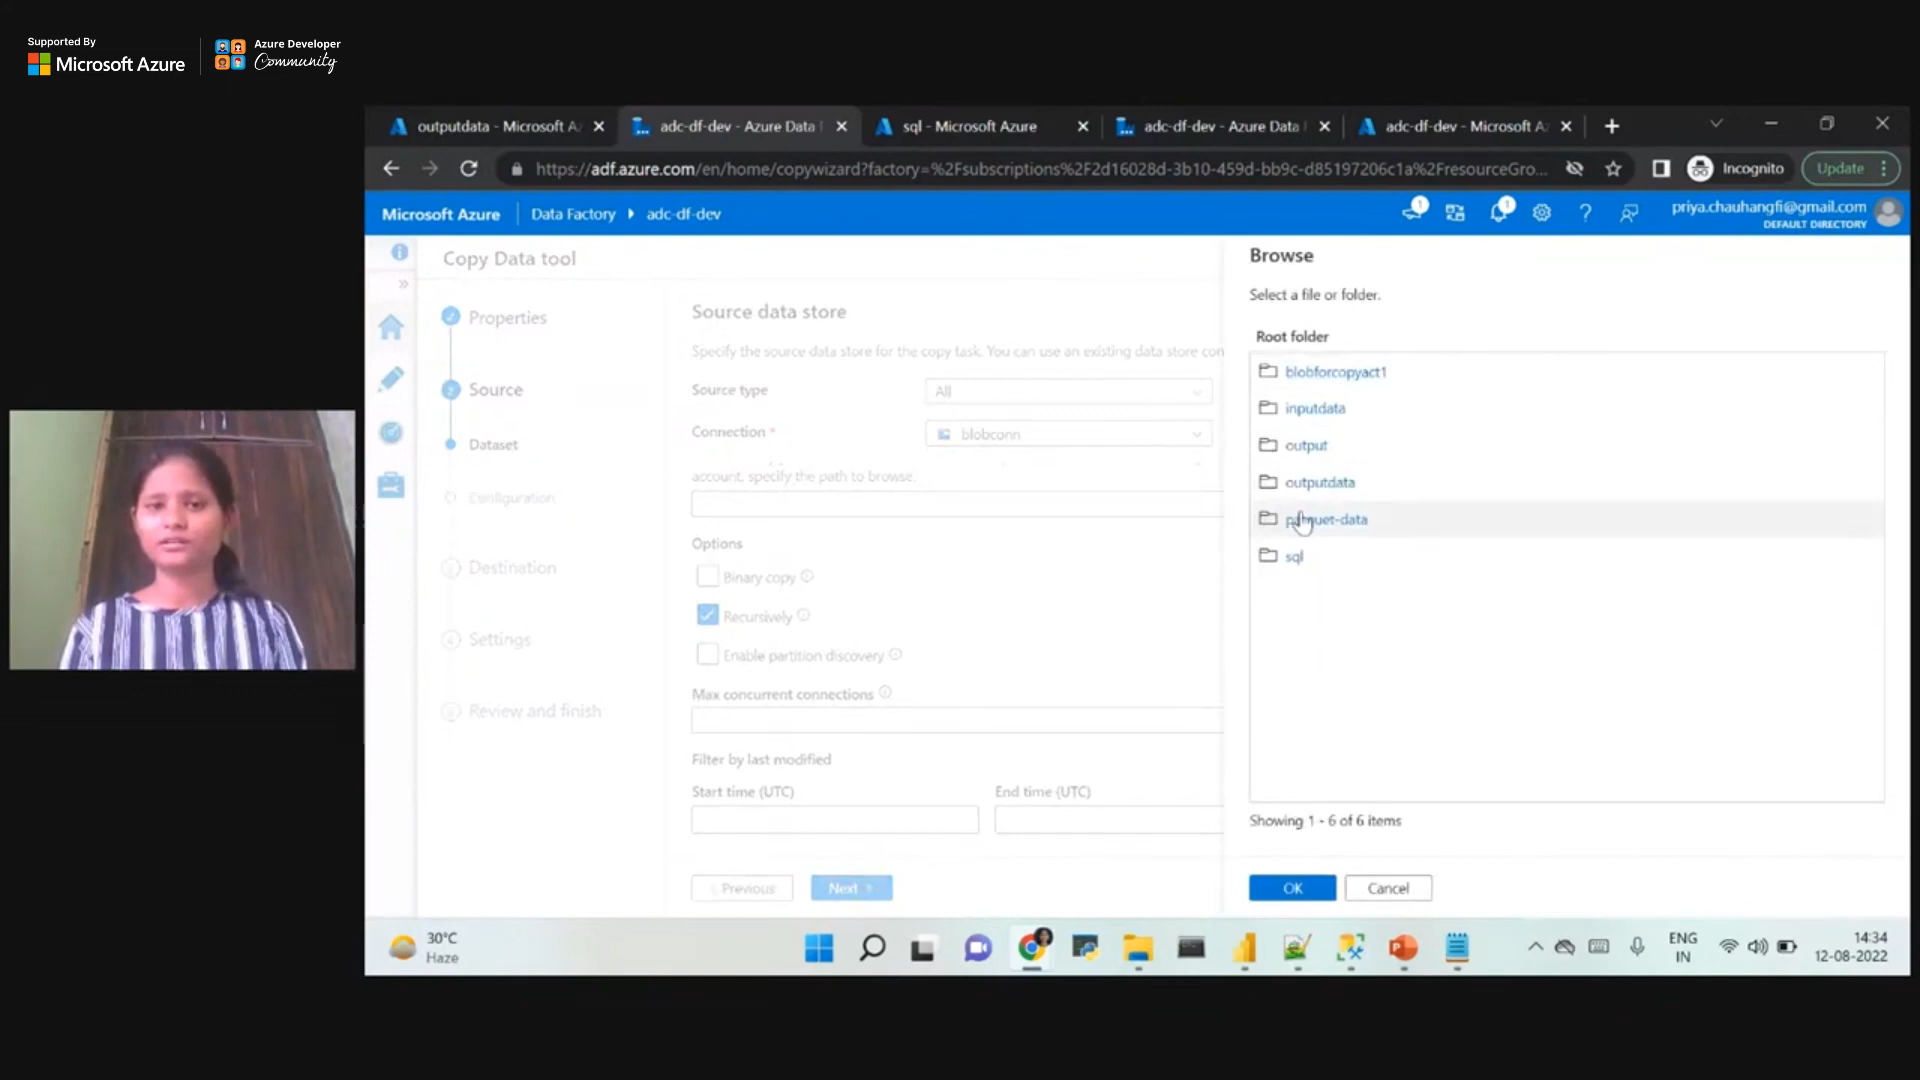 Supported By
Microsoft Azure
Azure Developer
Community
outputdata - Microsoft A
adc-df-dev - Azure Data
sql - Microsoft Azure
adc-df-dev - Azure Data
adc-df-dev - Microsoft A
https://adf.azure.com/en/home/copywizard?factory=%2Fsubscriptions%2F2d16028d-3b10-459d-bb9c-d85197206c1a%2FresourceGro...
Incognito
Update
Microsoft Azure
Data Factory
adc-df-dev
1
1
priya.chauhangfi@gmail.com
DEFAULT DIRECTORY
Copy Data tool
Properties
2
Source
Dataset
Configuration
3
Destination
4
Settings
5
Review and finish
Source data store
Specify the source data store for the copy task. You can use an existing data store con
Source type
All
Connection *
blobconn
account, specify the path to browse.
Options
Binary copy
Recursively
Enable partition discovery
Max concurrent connections
Filter by last modified
Start time (UTC)
End time (UTC)
Previous
Next
Browse
Select a file or folder.
Root folder
blobforcopyact1
inputdata
output
outputdata
parquet-data
sql
Showing 1 - 6 of 6 items
OK
Cancel
30°C
Haze
ENG
IN
14:34
12-08-2022